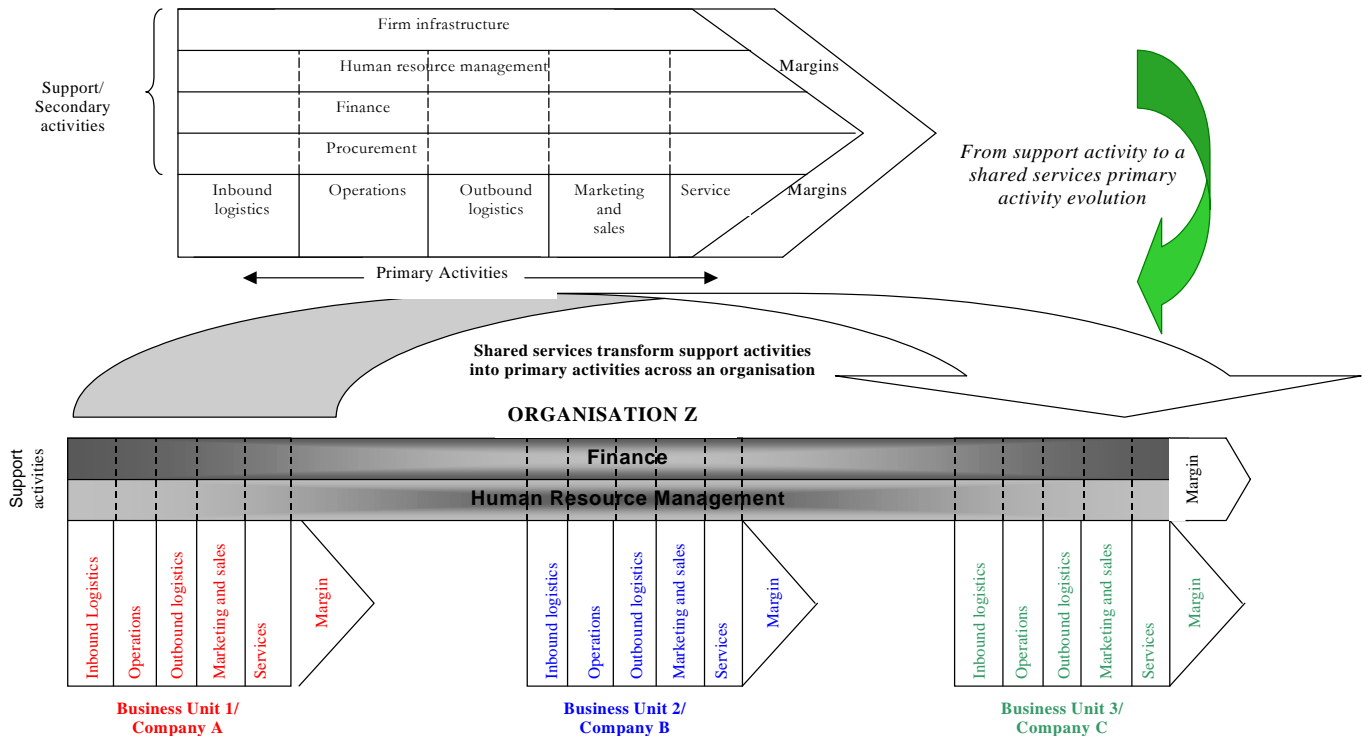 Firm infrastructure
Human resource management
Support/
Secondary
activities
Finance
Procurement
Margins
Inbound
logistics
Operations
Outbound
logistics
Marketing
and
sales
Service
Margins
Primary Activities
From support activity to a
shared services primary
activity evolution
Shared services transform support activities
into primary activities across an organisation
ORGANISATION Z
Support
activities
Finance
Human Resource Management
Margin
Inbound Logistics
Operations
Outbound logistics
Marketing and sales
Services
Margin
Business Unit 1/
Company A
Inbound logistics
Operations
Outbound logistics
Marketing and sales
Services
Margin
Business Unit 2/
Company B
Inbound logistics
Operations
Outbound logistics
Marketing and sales
Services
Margin
Business Unit 3/
Company C